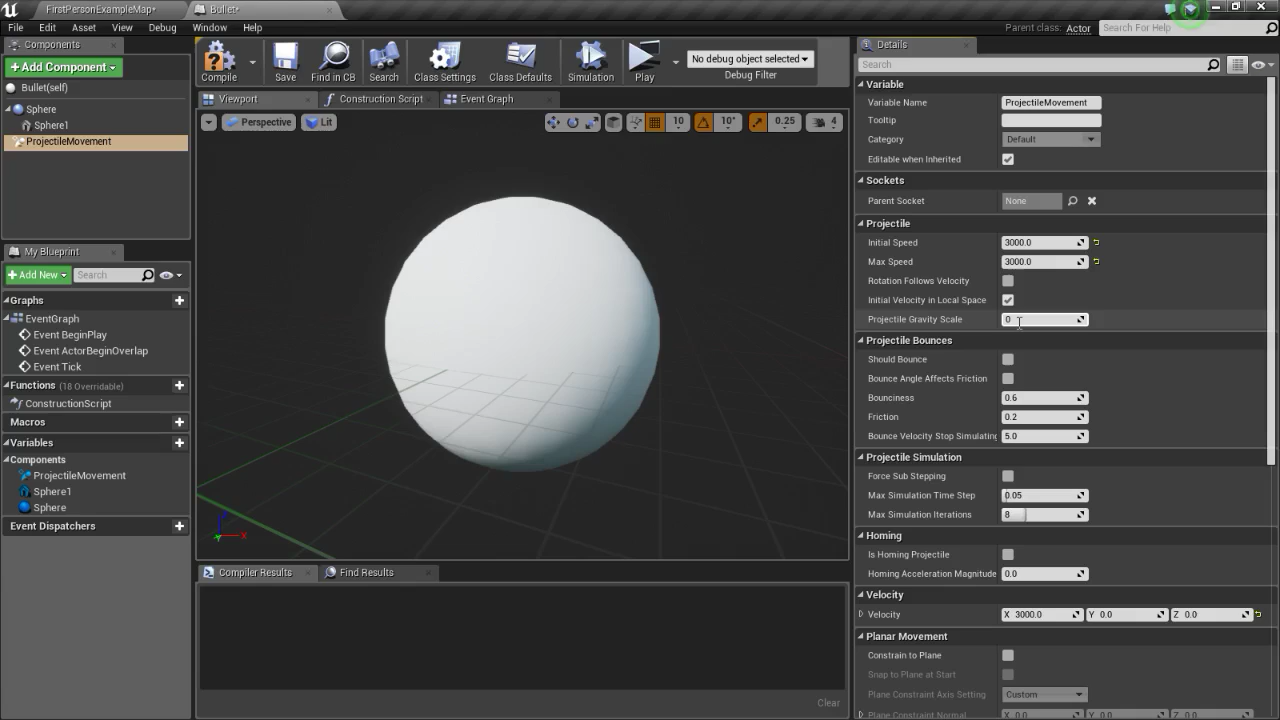 FirstPersonExampleMap*
Bullet*
File Edit Asset View Debug Window Help
Parent class: Actor
Search For Help
Components
+ Add Component
Bullet(self)
Sphere
Sphere1
ProjectileMovement
My Blueprint
+ Add New
Search
Graphs
EventGraph
Event BeginPlay
Event ActorBeginOverlap
Event Tick
Functions (18 Overridable)
ConstructionScript
Macros
Variables
Components
ProjectileMovement
Sphere1
Sphere
Event Dispatchers
Compile
Save
Find in CB
Search
Class Settings
Class Defaults
Simulation
Play
No debug object selected
Debug Filter
Viewport
Construction Script
Event Graph
Perspective
Lit
10
10°
0.25
4
X
Y
Compiler Results
Find Results
Clear
Details
Search
Variable
Variable Name ProjectileMovement
Tooltip
Category Default
Editable when Inherited
Sockets
Parent Socket None
Projectile
Initial Speed 3000.0
Max Speed 3000.0
Rotation Follows Velocity
Initial Velocity in Local Space
Projectile Gravity Scale 0
Projectile Bounces
Should Bounce
Bounce Angle Affects Friction
Bounciness 0.6
Friction 0.2
Bounce Velocity Stop Simulating 5.0
Projectile Simulation
Force Sub Stepping
Max Simulation Time Step 0.05
Max Simulation Iterations 8
Homing
Is Homing Projectile
Homing Acceleration Magnitude 0.0
Velocity
Velocity X 3000.0 Y 0.0 Z 0.0
Planar Movement
Constrain to Plane
Snap to Plane at Start
Plane Constraint Axis Setting Custom
Plane Constraint Normal X 0.0 Y 0.0 Z 0.0